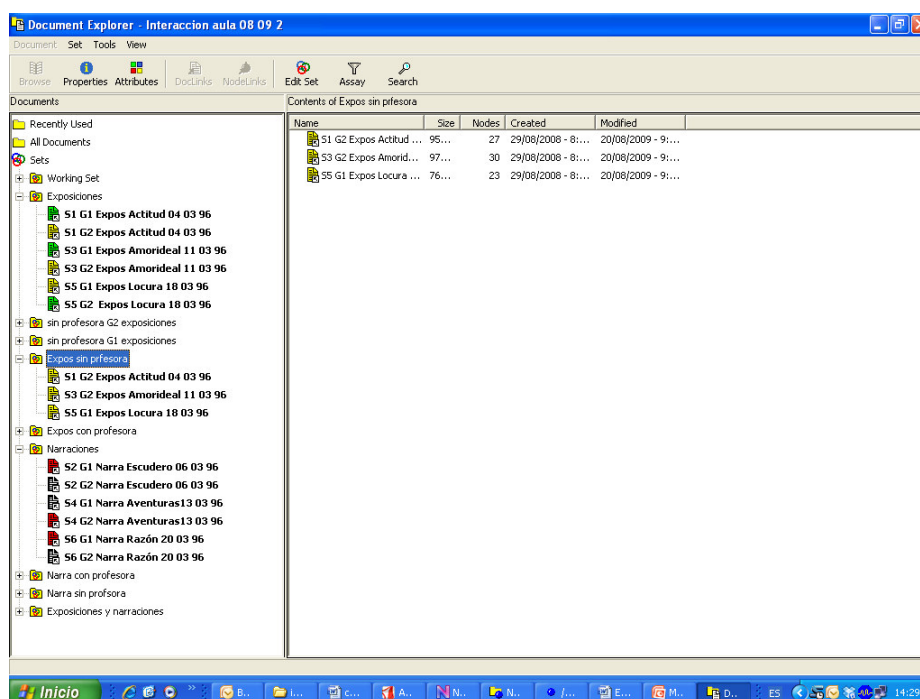 Document Explorer - Interaccion aula 08 09 2
Document Set Tools View
Browse Properties Attributes DocLinks NodeLinks Edit Set Assay Search
Documents
Contents of Expos sin prfesora
Recently Used
All Documents
Sets
Working Set
Exposiciones
S1 G1 Expos Actitud 04 03 96
S1 G2 Expos Actitud 04 03 96
S3 G1 Expos Amorideal 11 03 96
S3 G2 Expos Amorideal 11 03 96
S5 G1 Expos Locura 18 03 96
S5 G2 Expos Locura 18 03 96
sin profesora G2 exposiciones
sin profesora G1 exposiciones
Expos sin prfesora
S1 G2 Expos Actitud 04 03 96
S3 G2 Expos Amorideal 11 03 96
S5 G1 Expos Locura 18 03 96
Expos con profesora
Narraciones
S2 G1 Narra Escudero 06 03 96
S2 G2 Narra Escudero 06 03 96
S4 G1 Narra Aventuras13 03 96
S4 G2 Narra Aventuras13 03 96
S6 G1 Narra Razón 20 03 96
S6 G2 Narra Razón 20 03 96
Narra con profesora
Narra sin profsora
Exposiciones y narraciones
Name Size Nodes Created Modified
S1 G2 Expos Actitud ... 95... 27 29/08/2008 - 8:... 20/08/2009 - 9:...
S3 G2 Expos Amorid... 97... 30 29/08/2008 - 8:... 20/08/2009 - 9:...
S5 G1 Expos Locura ... 76... 23 29/08/2008 - 8:... 20/08/2009 - 9:...
Inicio » B.. i... c... A.. N.. N.. /... E... M.. D.. ES 14:29